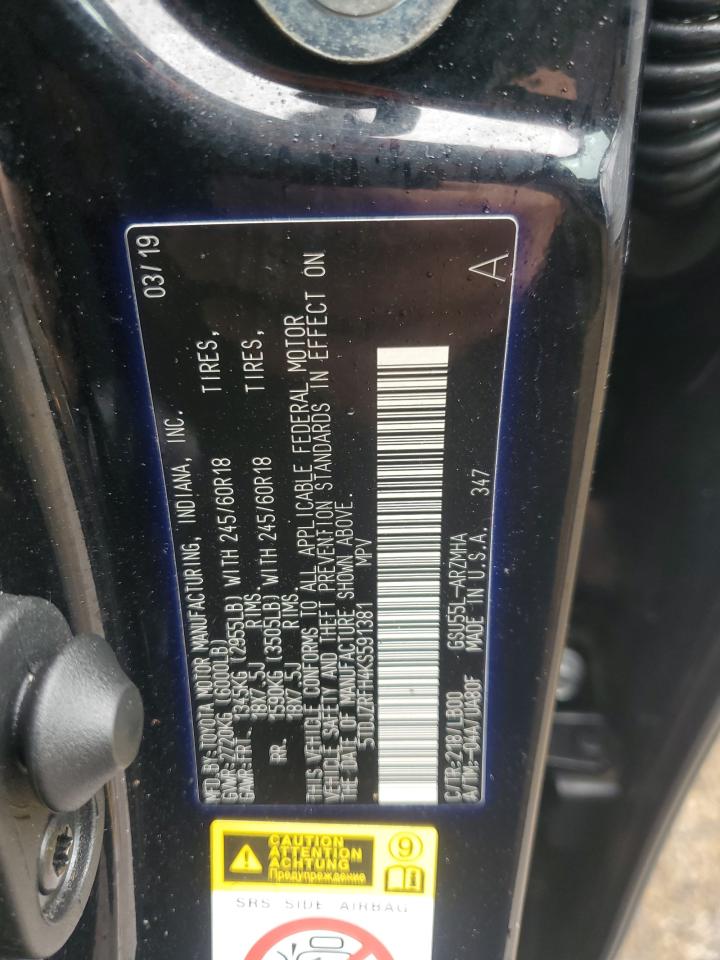 MFD. BY: TOYOTA MOTOR MANUFACTURING, INDIANA, INC. 03/19
GVWR: 2720KG (6000LB)
GAWR: FRT. 1345KG (2955LB) WITH 245/60R18 TIRES,
18X7.5J RIMS,
RR. 1590KG (3505LB) WITH 245/60R18 TIRES,
18X7.5J RIMS,
THIS VEHICLE CONFORMS TO ALL APPLICABLE FEDERAL MOTOR
VEHICLE SAFETY AND THEFT PREVENTION STANDARDS IN EFFECT ON
THE DATE OF MANUFACTURE SHOWN ABOVE.
5TDJZRFH4KS591381 MPV
C/TR: 218/LB00 GSU55L-ARZMHA
A/TM: -04A/UA80F MADE IN U.S.A. 347
A
CAUTION
ATTENTION
ACHTUNG
Предупреждение
9
SRS SIDE AIRBAG